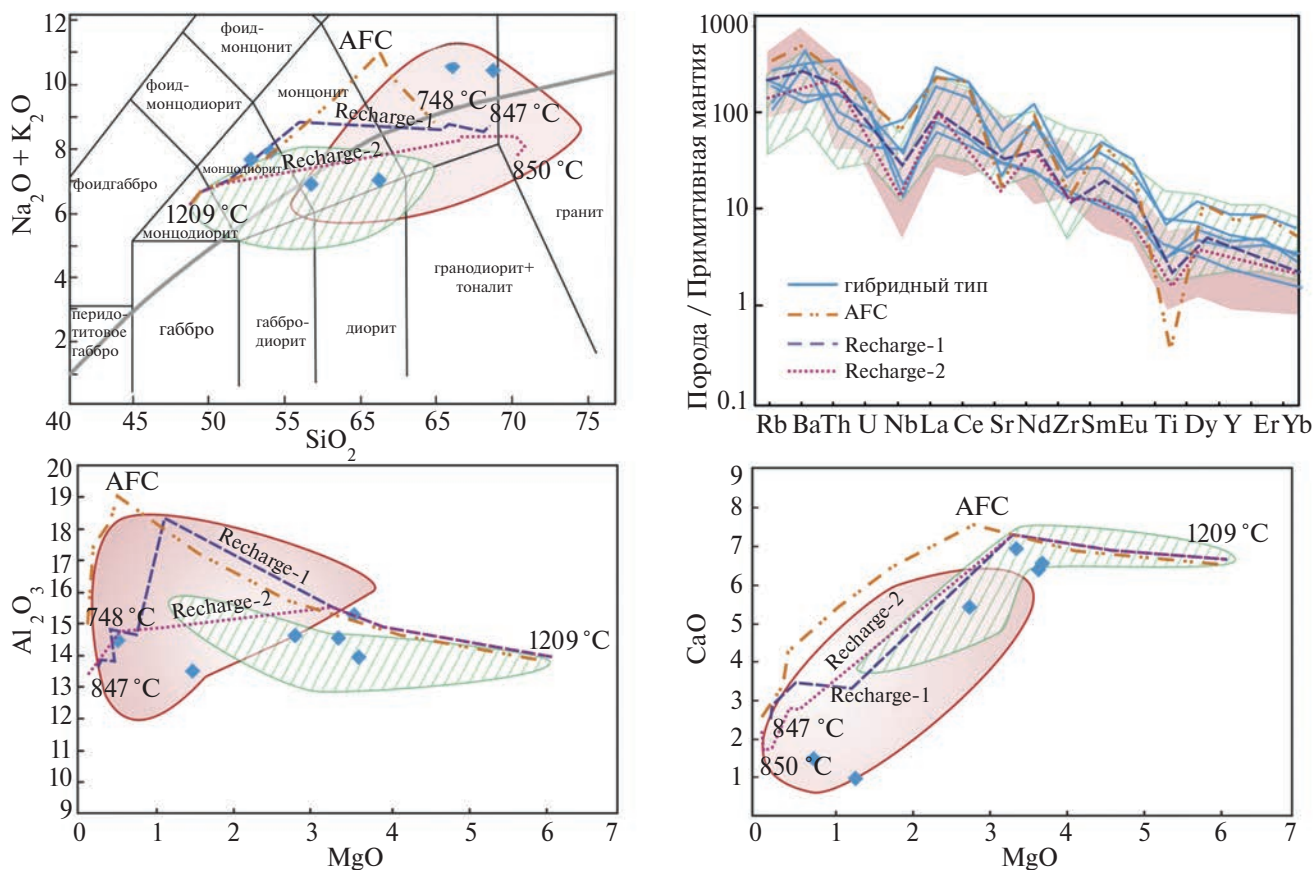 12
10
8
6
4
2
Na₂O + K₂O
фоид-
монцонит
AFC
фоид-
монцодиорит
монцонит
748 °C
847 °C
Recharge-1
Recharge-2
монцодиорит
850 °C
фоидгаббро
1209 °C
монцодиорит
гранит
гранодиорит+
тоналит
перидо-
титовое
габбро
габбро
габбро-
диорит
диорит
40
45
50
55
60
65
70
75
SiO₂
1000
100
10
1
0.1
Порода / Примитивная мантия
гибридный тип
AFC
Recharge-1
Recharge-2
Rb Ba Th U Nb La Ce Sr Nd Zr Sm Eu Ti Dy Y Er Yb
20
19
18
17
16
15
14
13
12
11
10
9
Al₂O₃
AFC
Recharge-1
Recharge-2
748 °C
847 °C
1209 °C
0 1 2 3 4 5 6 7
MgO
9
8
7
6
5
4
3
2
1
CaO
AFC
1209 °C
Recharge-2
Recharge-1
847 °C
850 °C
0 1 2 3 4 5 6 7
MgO